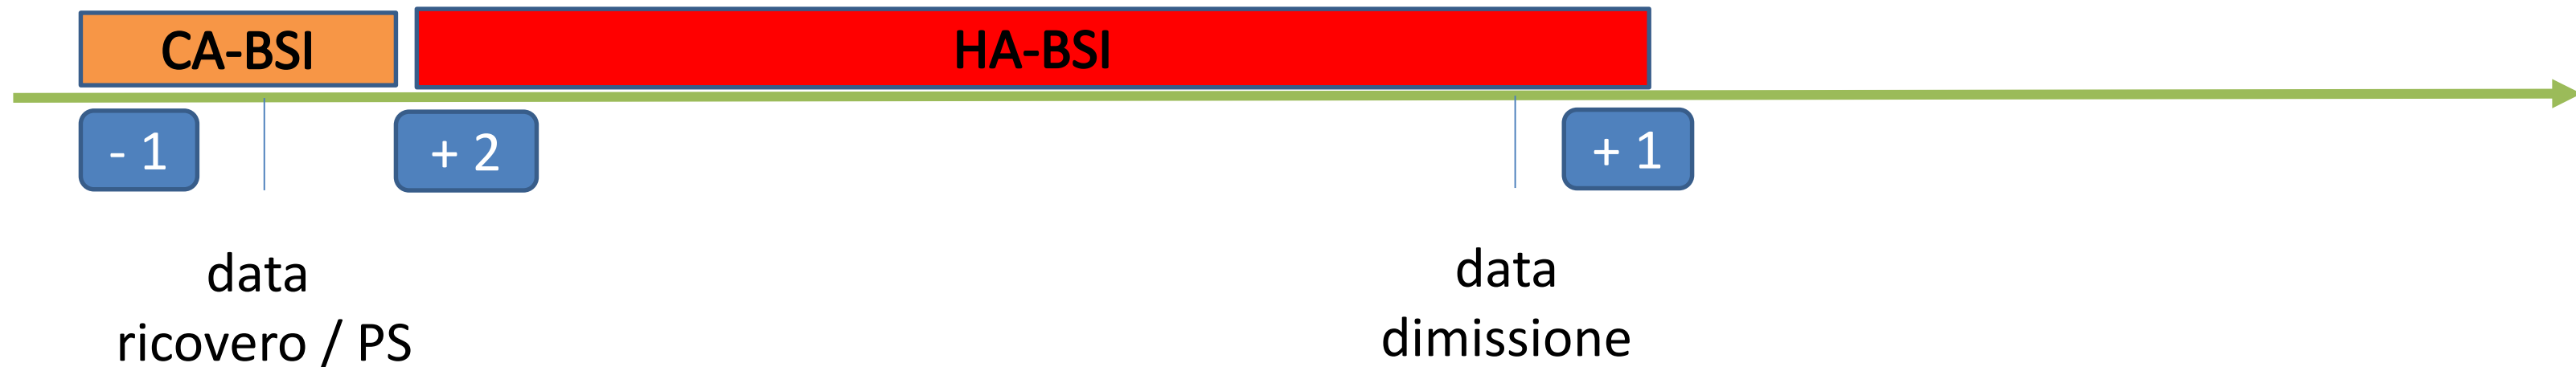 CA-BSI
HA-BSI
- 1
+ 2
+ 1
data
ricovero / PS
data
dimissione